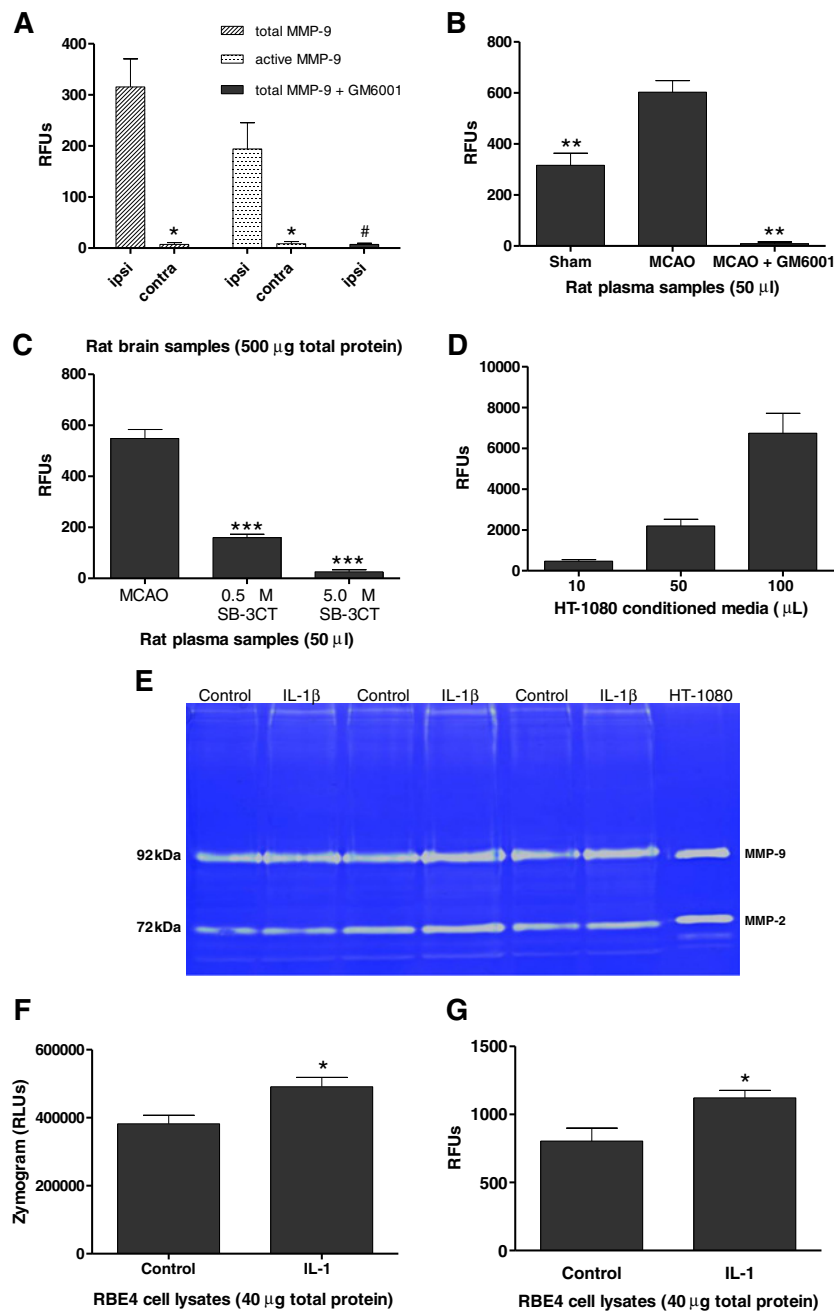 A
400
300
200
100
0
RFUs
total MMP-9
active MMP-9
total MMP-9 + GM6001
*
*
#
ipsi
contra
ipsi
contra
ipsi
Rat brain samples (500 μg total protein)
B
800
600
400
200
0
RFUs
**
**
Sham
MCAO
MCAO + GM6001
Rat plasma samples (50 μl)
C
800
600
400
200
0
RFUs
***
***
MCAO
0.5 M
SB-3CT
5.0 M
SB-3CT
Rat plasma samples (50 μl)
D
10000
8000
6000
4000
2000
0
RFUs
10
50
100
HT-1080 conditioned media (μL)
E
Control IL-1β Control IL-1β Control IL-1β HT-1080
92kDa
MMP-9
72kDa
MMP-2
F
600000
400000
200000
0
Zymogram (RLUs)
*
Control
IL-1
RBE4 cell lysates (40 μg total protein)
G
1500
1000
500
0
RFUs
*
Control
IL-1
RBE4 cell lysates (40 μg total protein)